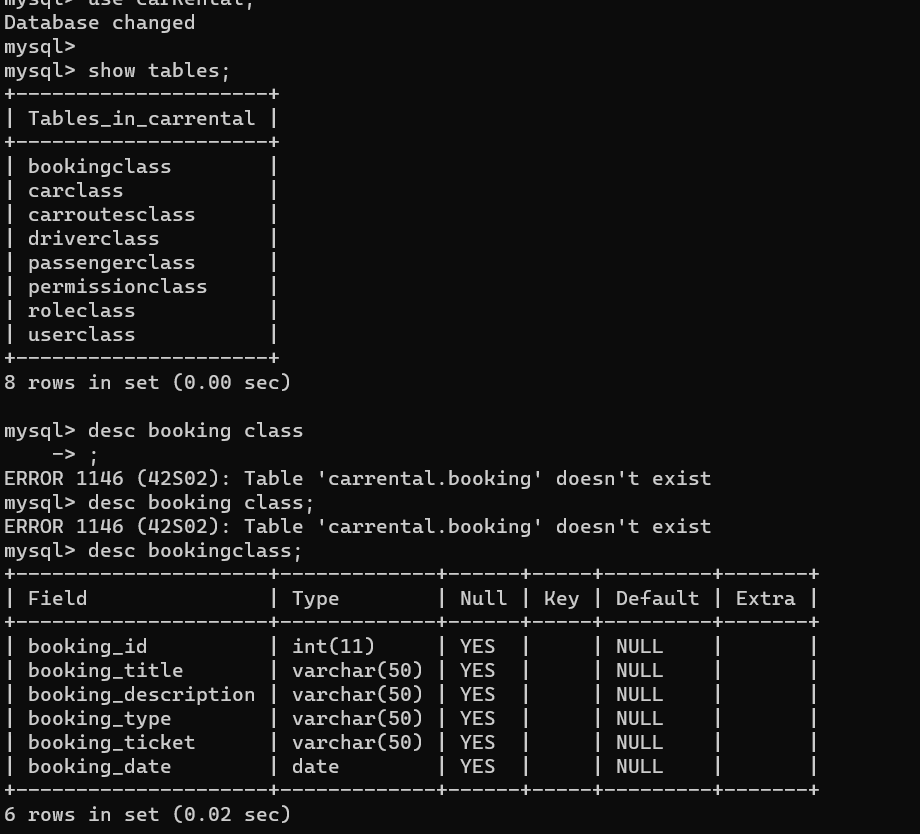 mysql> use carRental;
Database changed
mysql>
mysql> show tables;
+---------------------+
| Tables_in_carrental |
+---------------------+
| bookingclass        |
| carclass            |
| carroutesclass      |
| driverclass         |
| passengerclass      |
| permissionclass     |
| roleclass           |
| userclass           |
+---------------------+
8 rows in set (0.00 sec)

mysql> desc booking class
    -> ;
ERROR 1146 (42S02): Table 'carrental.booking' doesn't exist
mysql> desc booking class;
ERROR 1146 (42S02): Table 'carrental.booking' doesn't exist
mysql> desc bookingclass;
+---------------------+-------------+------+-----+---------+-------+
| Field               | Type        | Null | Key | Default | Extra |
+---------------------+-------------+------+-----+---------+-------+
| booking_id          | int(11)     | YES  |     | NULL    |       |
| booking_title       | varchar(50) | YES  |     | NULL    |       |
| booking_description | varchar(50) | YES  |     | NULL    |       |
| booking_type        | varchar(50) | YES  |     | NULL    |       |
| booking_ticket      | varchar(50) | YES  |     | NULL    |       |
| booking_date        | date        | YES  |     | NULL    |       |
+---------------------+-------------+------+-----+---------+-------+
6 rows in set (0.02 sec)